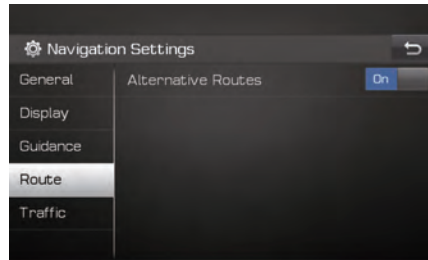 Navigation Settings
General
Alternative Routes
On
Display
Guidance
Route
Traffic